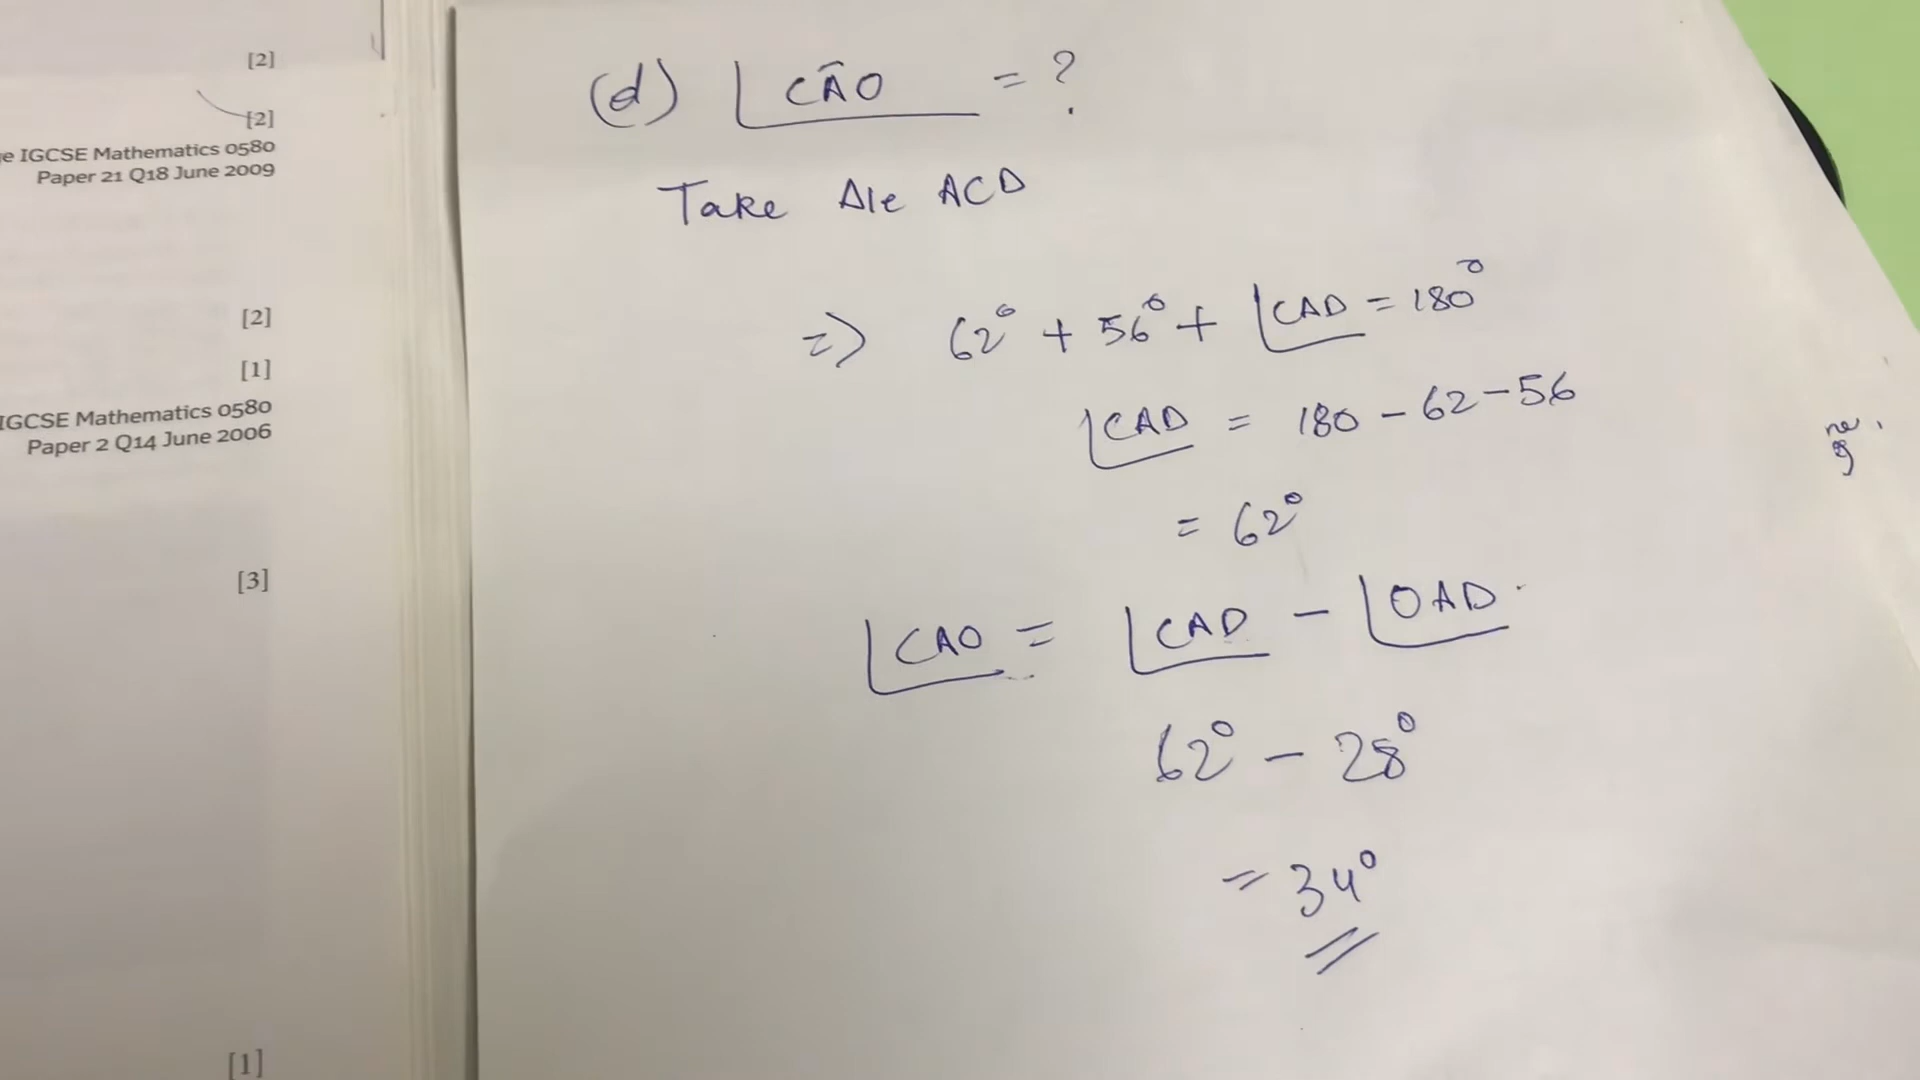 [2]
[2]
e IGCSE Mathematics 0580
Paper 21 Q18 June 2009
[2]
[1]
IGCSE Mathematics 0580
Paper 2 Q14 June 2006
[3]
[1]
(d) ∠CÂO = ?
Take Δle ACD
=> 62° + 56° + ∠CAD = 180°
∠CAD = 180 - 62 - 56
= 62°
∠CAO = ∠CAD - ∠OAD.
62° - 28°
= 34°